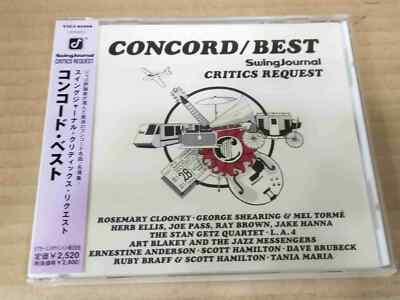 SwingJournal
CRITICS REQUEST
スイングジャーナル・クリティックス・リクエスト
コンコード・ベスト
定価 ¥2,520
CONCORD/BEST
SwingJournal
CRITICS REQUEST
ROSEMARY CLOONEY · GEORGE SHEARING & MEL TORMÉ
HERB ELLIS, JOE PASS, RAY BROWN, JAKE HANNA
THE STAN GETZ QUARTET · L.A.4
ART BLAKEY AND THE JAZZ MESSENGERS
ERNESTINE ANDERSON · SCOTT HAMILTON · DAVE BRUBECK
RUBY BRAFF & SCOTT HAMILTON · TANIA MARIA